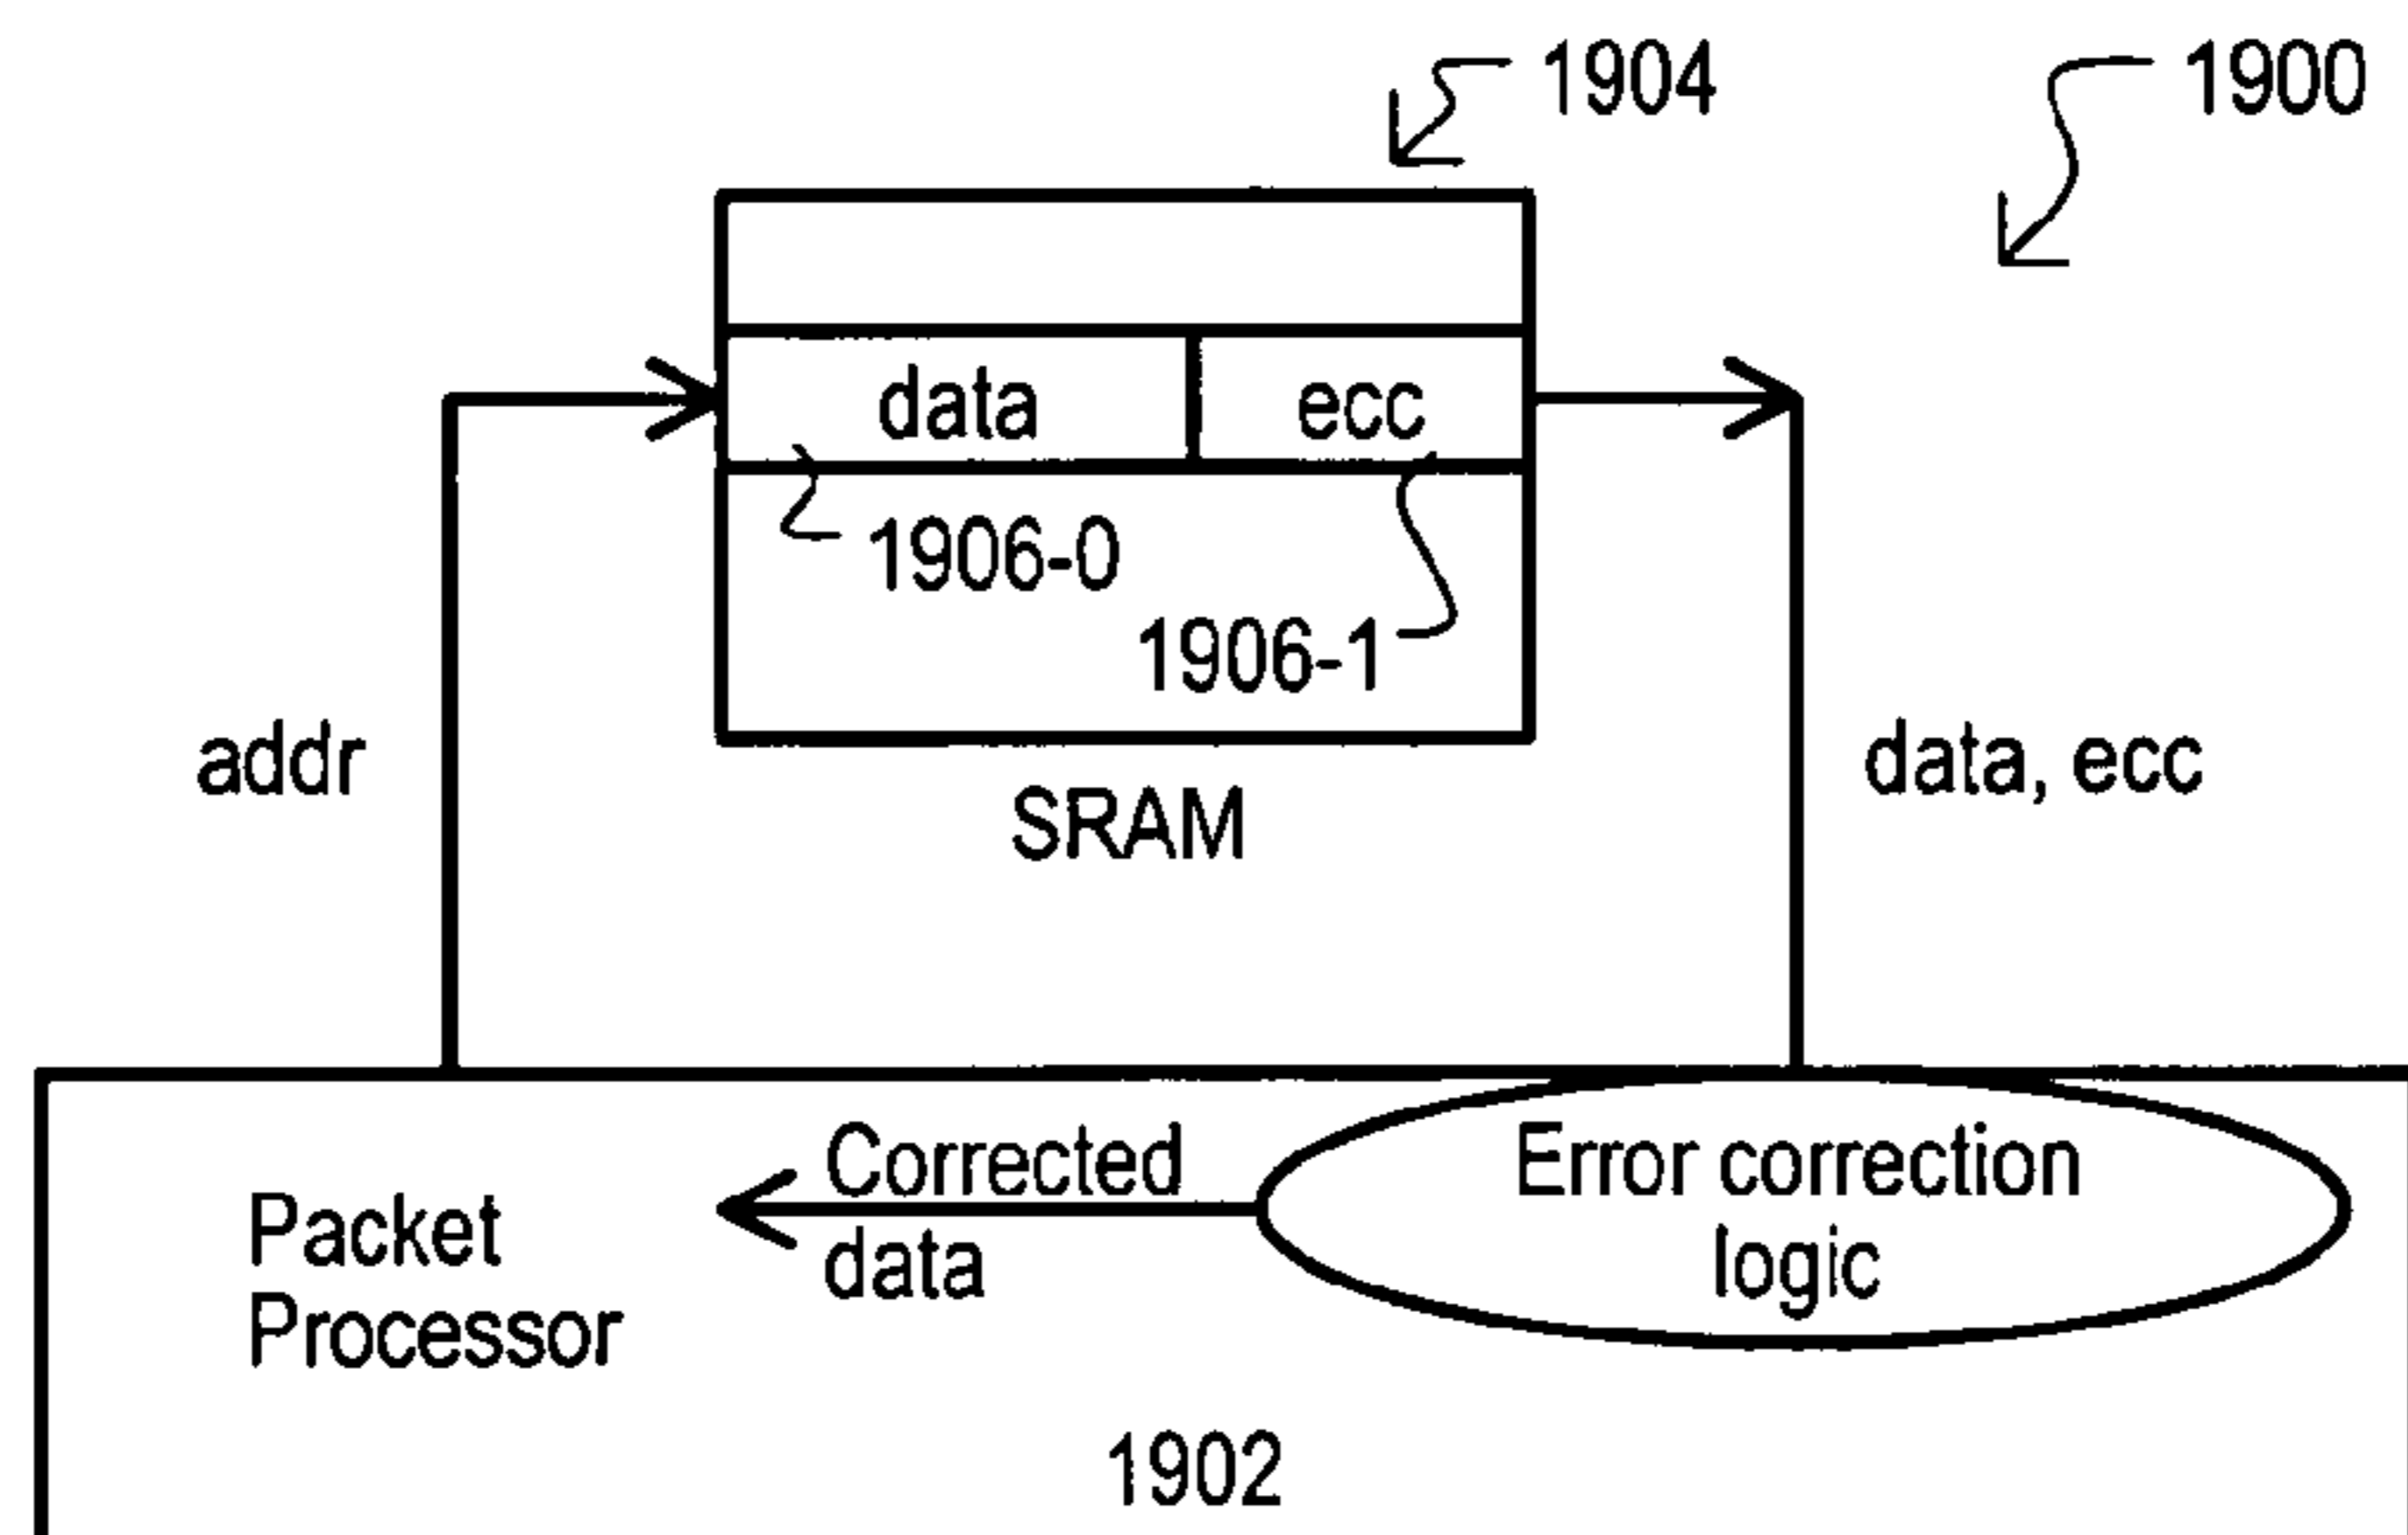 1904
1900
data
ecc
1906-0
1906-1
addr
data, ecc
SRAM
Corrected
data
Error correction
logic
Packet
Processor
1902